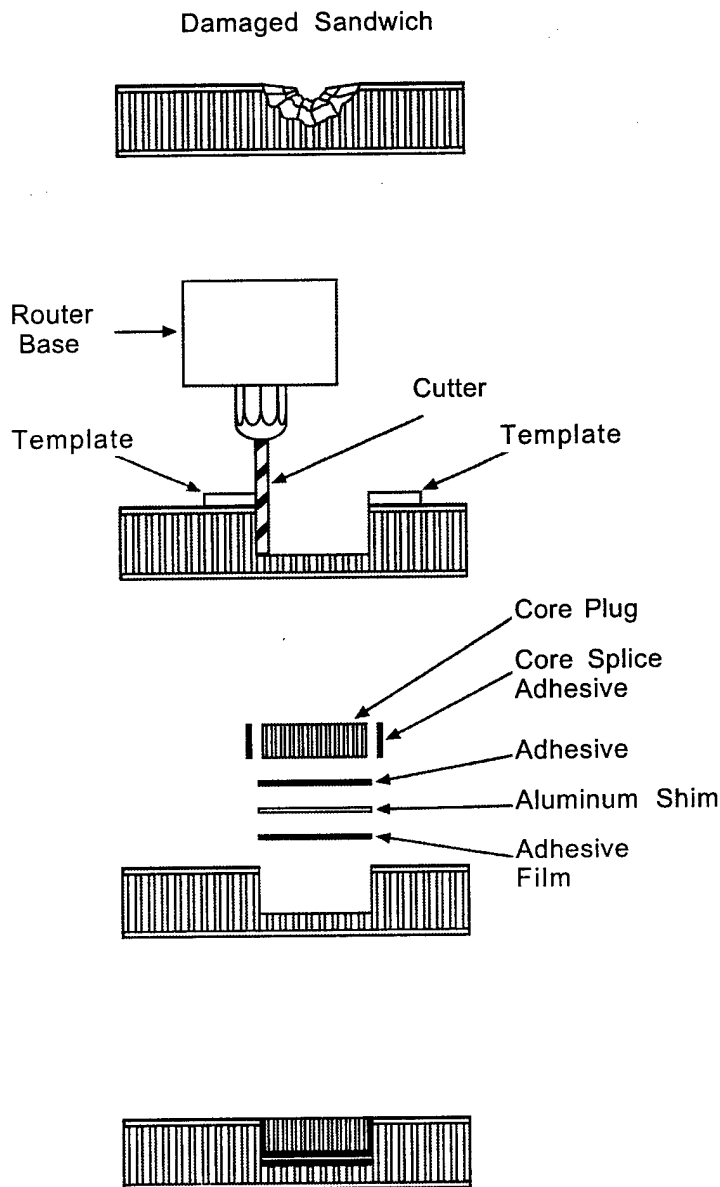 Damaged Sandwich
Router
Base
Cutter
Template
Template
Core Plug
Core Splice
Adhesive
Adhesive
Aluminum Shim
Adhesive
Film